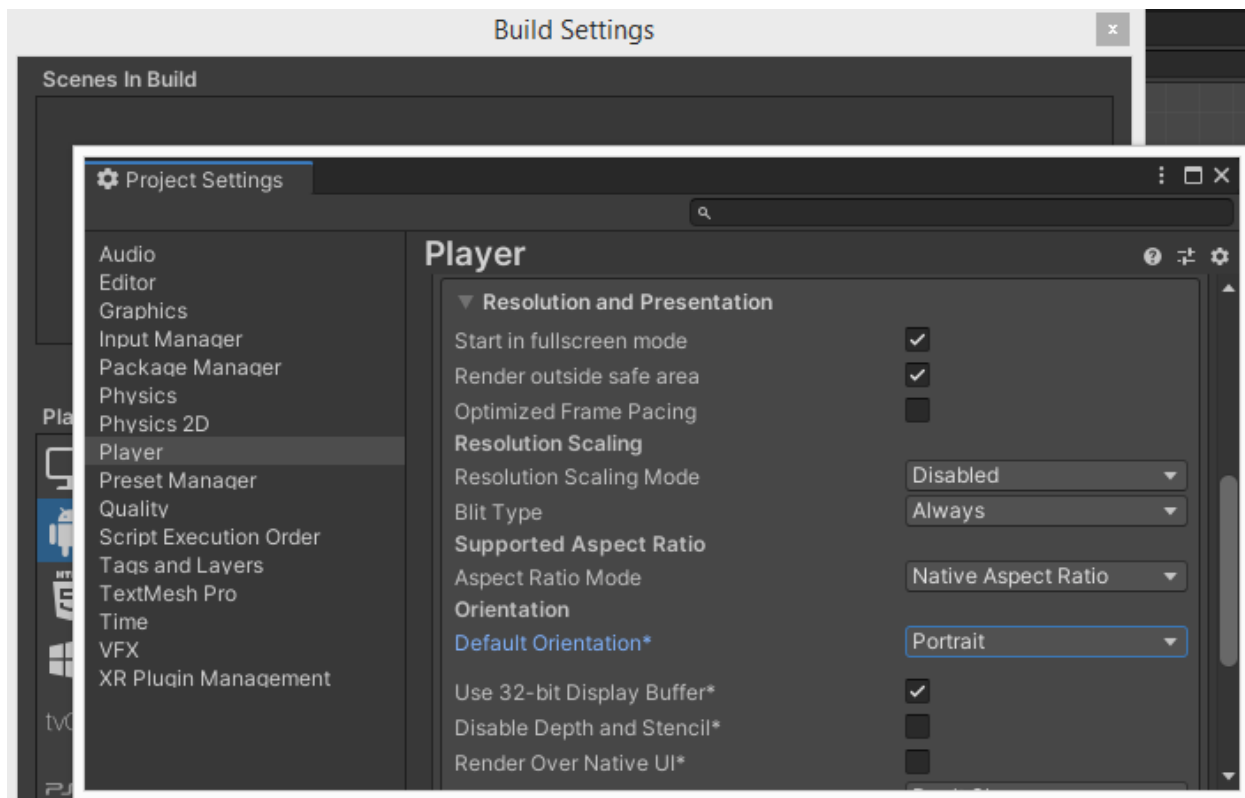 Build Settings
Scenes In Build
Project Settings
Audio
Editor
Graphics
Input Manager
Package Manager
Physics
Physics 2D
Player
Preset Manager
Quality
Script Execution Order
Tags and Layers
TextMesh Pro
Time
VFX
XR Plugin Management
Player
Resolution and Presentation
Start in fullscreen mode
Render outside safe area
Optimized Frame Pacing
Resolution Scaling
Resolution Scaling Mode Disabled
Blit Type Always
Supported Aspect Ratio
Aspect Ratio Mode Native Aspect Ratio
Orientation
Default Orientation* Portrait
Use 32-bit Display Buffer*
Disable Depth and Stencil*
Render Over Native UI*